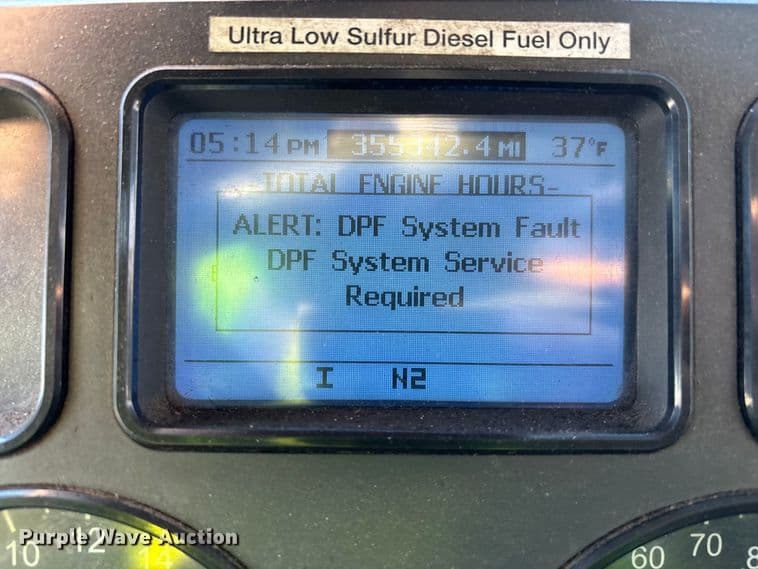 Ultra Low Sulfur Diesel Fuel Only
05:14 PM MI 37°F
-TOTAL ENGINE HOURS-
ALERT: DPF System Fault
DPF System Service
Required
I N2
10 12 14
60 70
Purple Wave Auction